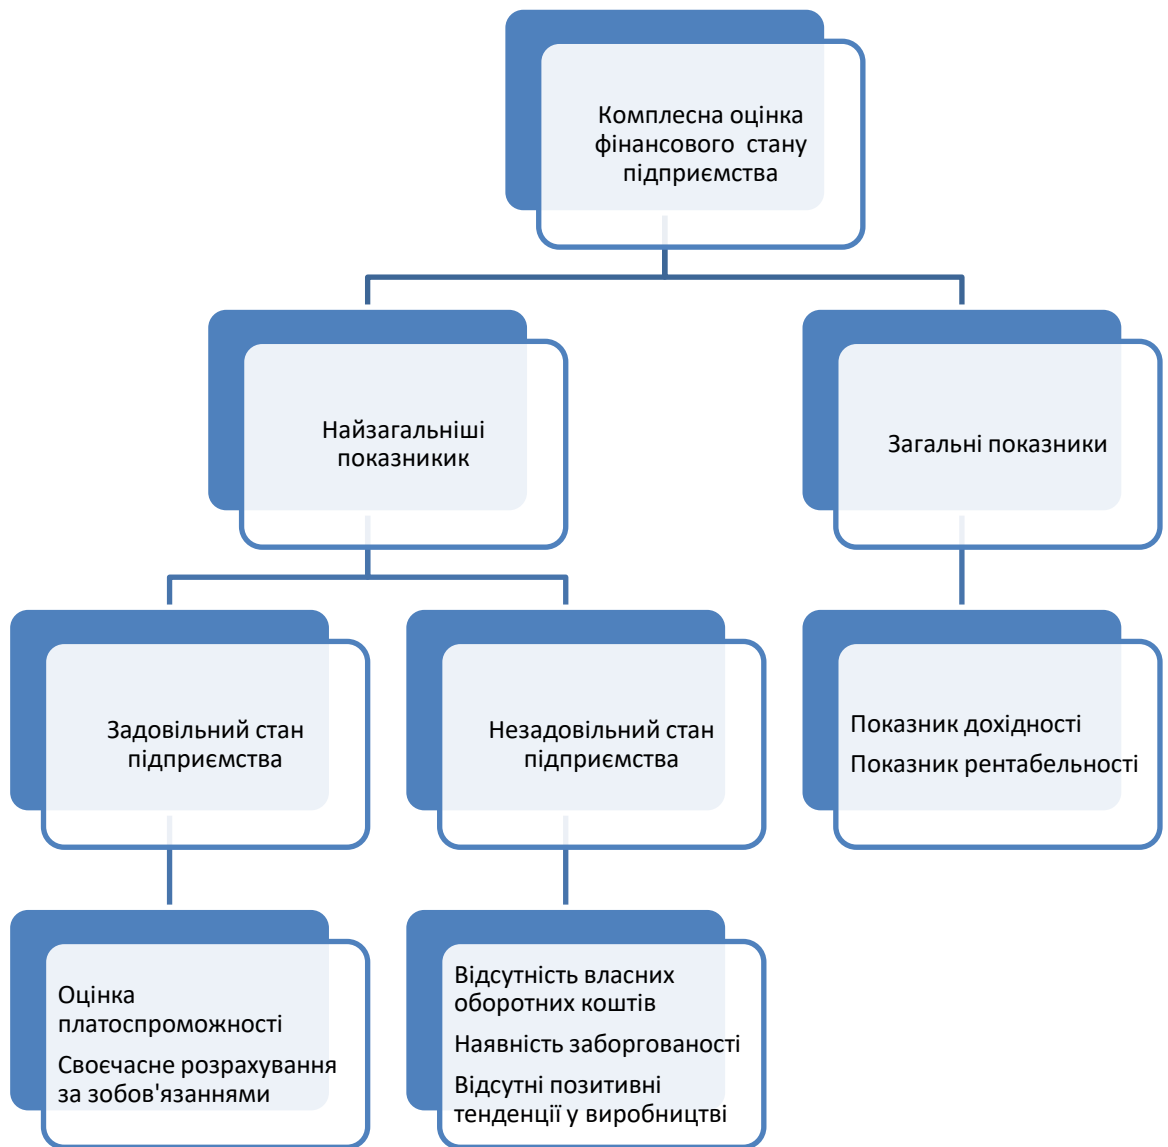 Комплесна оцінка
фінансового стану
підприємства
Найзагальніші
показникик
Загальні показники
Задовільний стан
підприємства
Незадовільний стан
підприємства
Показник дохідності
Показник рентабельності
Оцінка
платоспроможності
Своєчасне розрахування
за зобов'язаннями
Відсутність власних
оборотних коштів
Наявність заборгованості
Відсутні позитивні
тенденції у виробництві